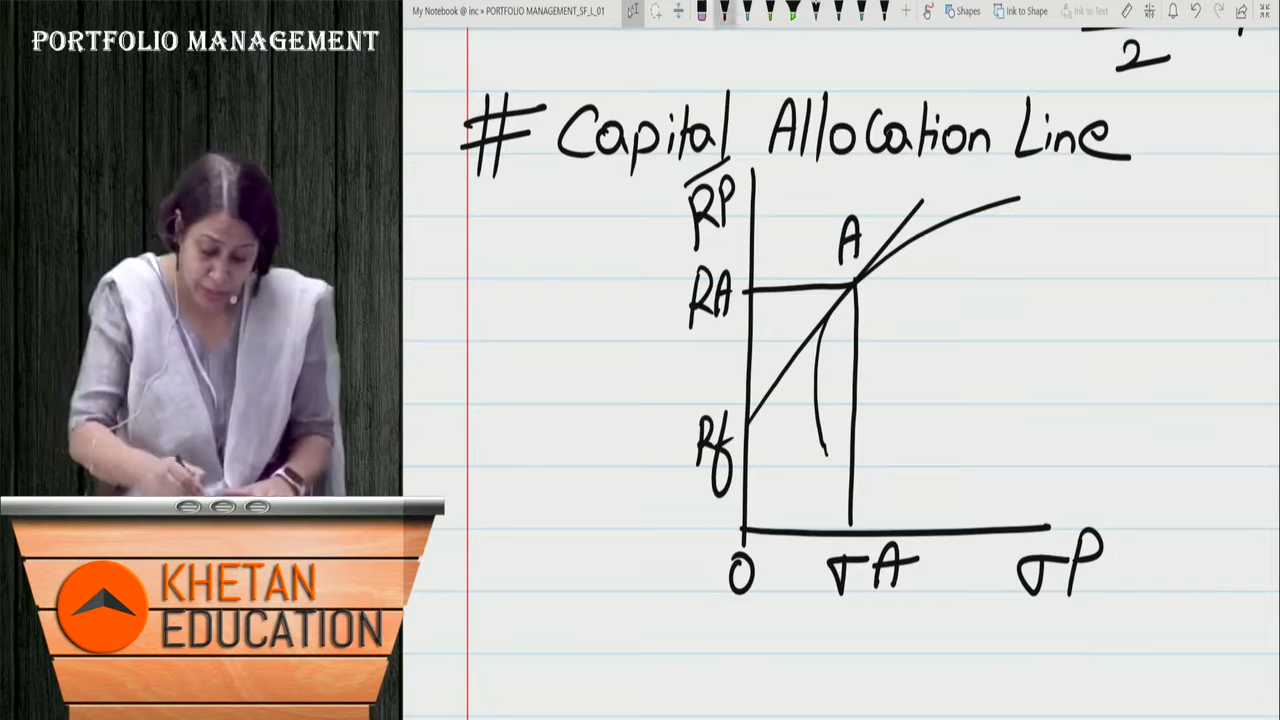 My Notebook @ inc » PORTFOLIO MANAGEMENT_SF_L_01
Shapes
Ink to Shape
Ink to Text
PORTFOLIO MANAGEMENT
2
# Capital Allocation Line
RP
A
RA
Rf
0
σA
σP
KHETAN
EDUCATION